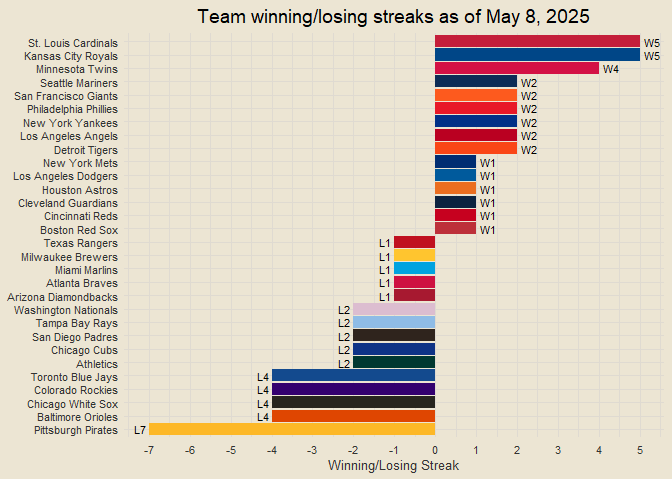 Team winning/losing streaks as of May 8, 2025
St. Louis Cardinals W5
Kansas City Royals W5
Minnesota Twins W4
Seattle Mariners W2
San Francisco Giants W2
Philadelphia Phillies W2
New York Yankees W2
Los Angeles Angels W2
Detroit Tigers W2
New York Mets W1
Los Angeles Dodgers W1
Houston Astros W1
Cleveland Guardians W1
Cincinnati Reds W1
Boston Red Sox W1
Texas Rangers L1
Milwaukee Brewers L1
Miami Marlins L1
Atlanta Braves L1
Arizona Diamondbacks L1
Washington Nationals L2
Tampa Bay Rays L2
San Diego Padres L2
Chicago Cubs L2
Athletics L2
Toronto Blue Jays L4
Colorado Rockies L4
Chicago White Sox L4
Baltimore Orioles L4
Pittsburgh Pirates L7
-7 -6 -5 -4 -3 -2 -1 0 1 2 3 4 5
Winning/Losing Streak